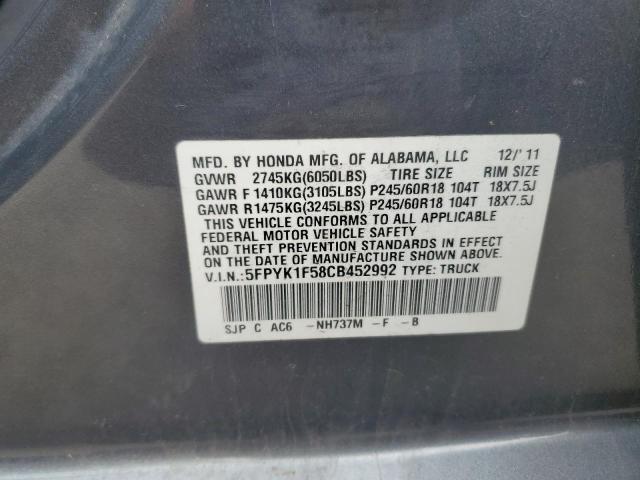 MFD. BY HONDA MFG. OF ALABAMA, LLC 12/'11
GVWR 2745KG(6050LBS) TIRE SIZE RIM SIZE
GAWR F 1410KG(3105LBS) P245/60R18 104T 18X7.5J
GAWR R1475KG(3245LBS) P245/60R18 104T 18X7.5J
THIS VEHICLE CONFORMS TO ALL APPLICABLE
FEDERAL MOTOR VEHICLE SAFETY
AND THEFT PREVENTION STANDARDS IN EFFECT
ON THE DATE OF MANUFACTURE SHOWN ABOVE.
V.I.N.: 5FPYK1F58CB452992 TYPE: TRUCK
SJP C AC6 -NH737M -F -B